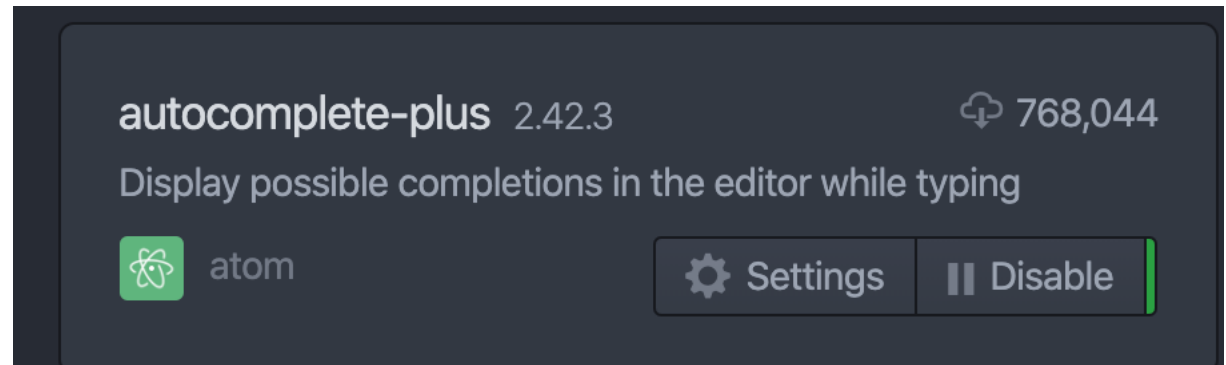 autocomplete-plus 2.42.3 768,044
Display possible completions in the editor while typing
atom Settings Disable